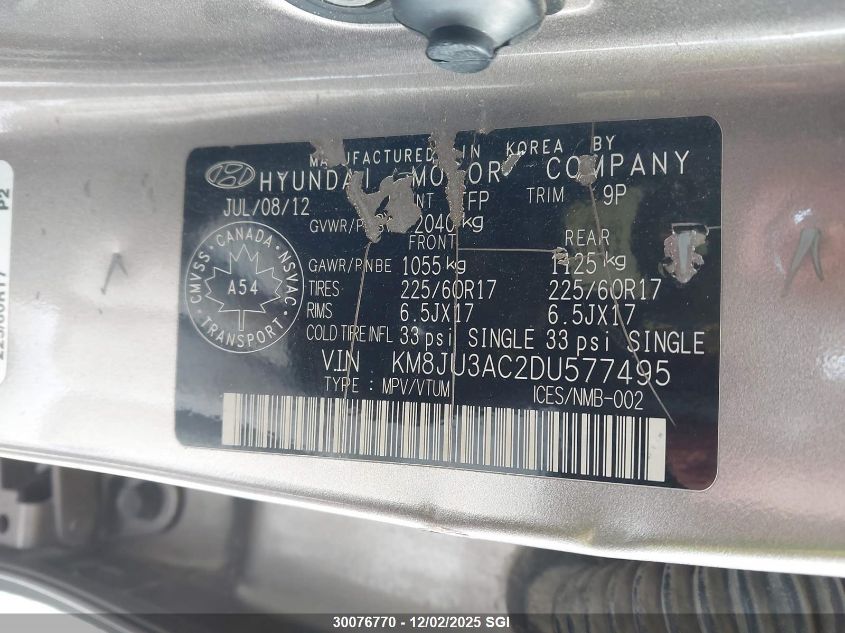 MANUFACTURED IN KOREA BY
HYUNDAI MOTOR COMPANY
JUL/08/12 TRIM 9P
GVWR/ 2040 kg
FRONT REAR
GAWR/PNBE 1055 kg 1125 kg
TIRES 225/60R17 225/60R17
RIMS 6.5JX17 6.5JX17
COLD TIRE INFL 33 psi SINGLE 33 psi SINGLE
VIN KM8JU3AC2DU577495
TYPE : MPV/VTUM ICES/NMB-002
CMVSS · CANADA · NSVAC · TRANSPORT ·
A54
P2
225/60R17
30076770 - 12/02/2025 SGI